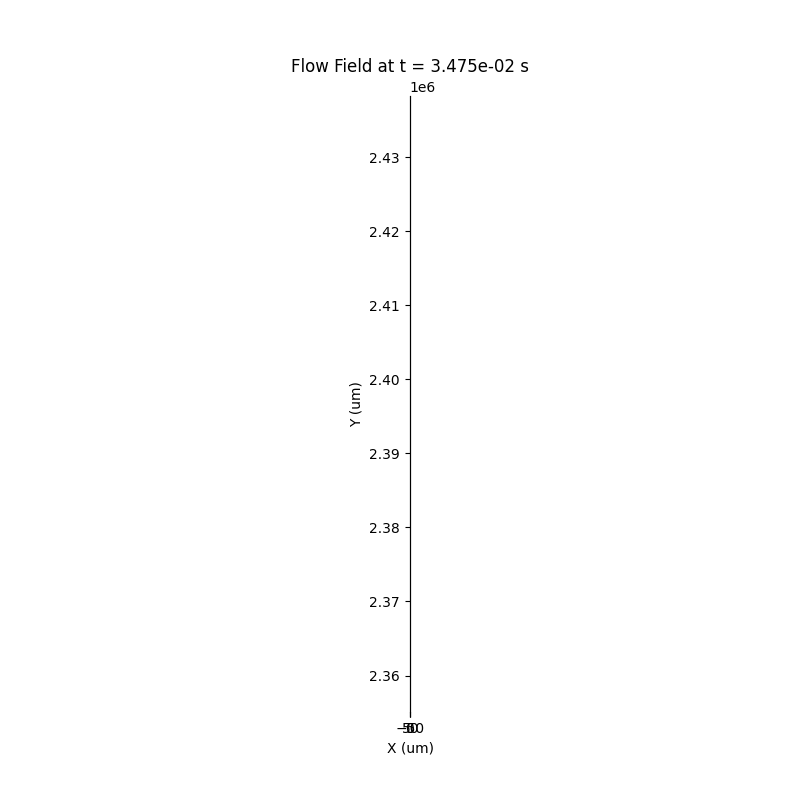 Flow Field at t = 3.475e-02 s
1e6
2.43
2.42
2.41
2.40
2.39
2.38
2.37
2.36
Y (um)
X (um)